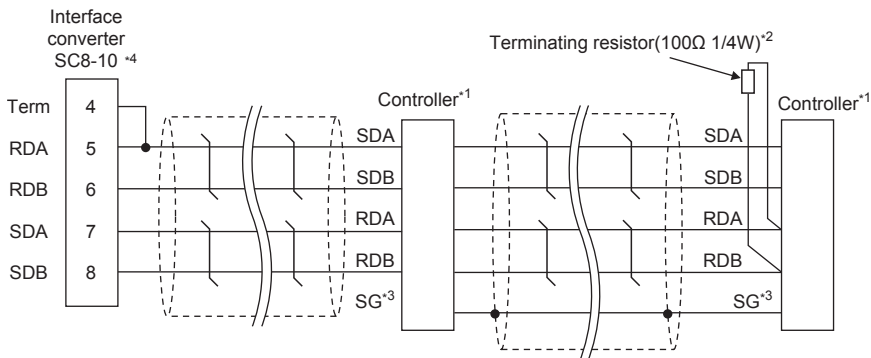 Interface
converter
SC8-10 *4
Terminating resistor(100Ω 1/4W)*2
Controller*1
Controller*1
Term 4
RDA 5 SDA SDA
RDB 6 SDB SDB
SDA 7 RDA RDA
SDB 8 RDB RDB
SG*3 SG*3